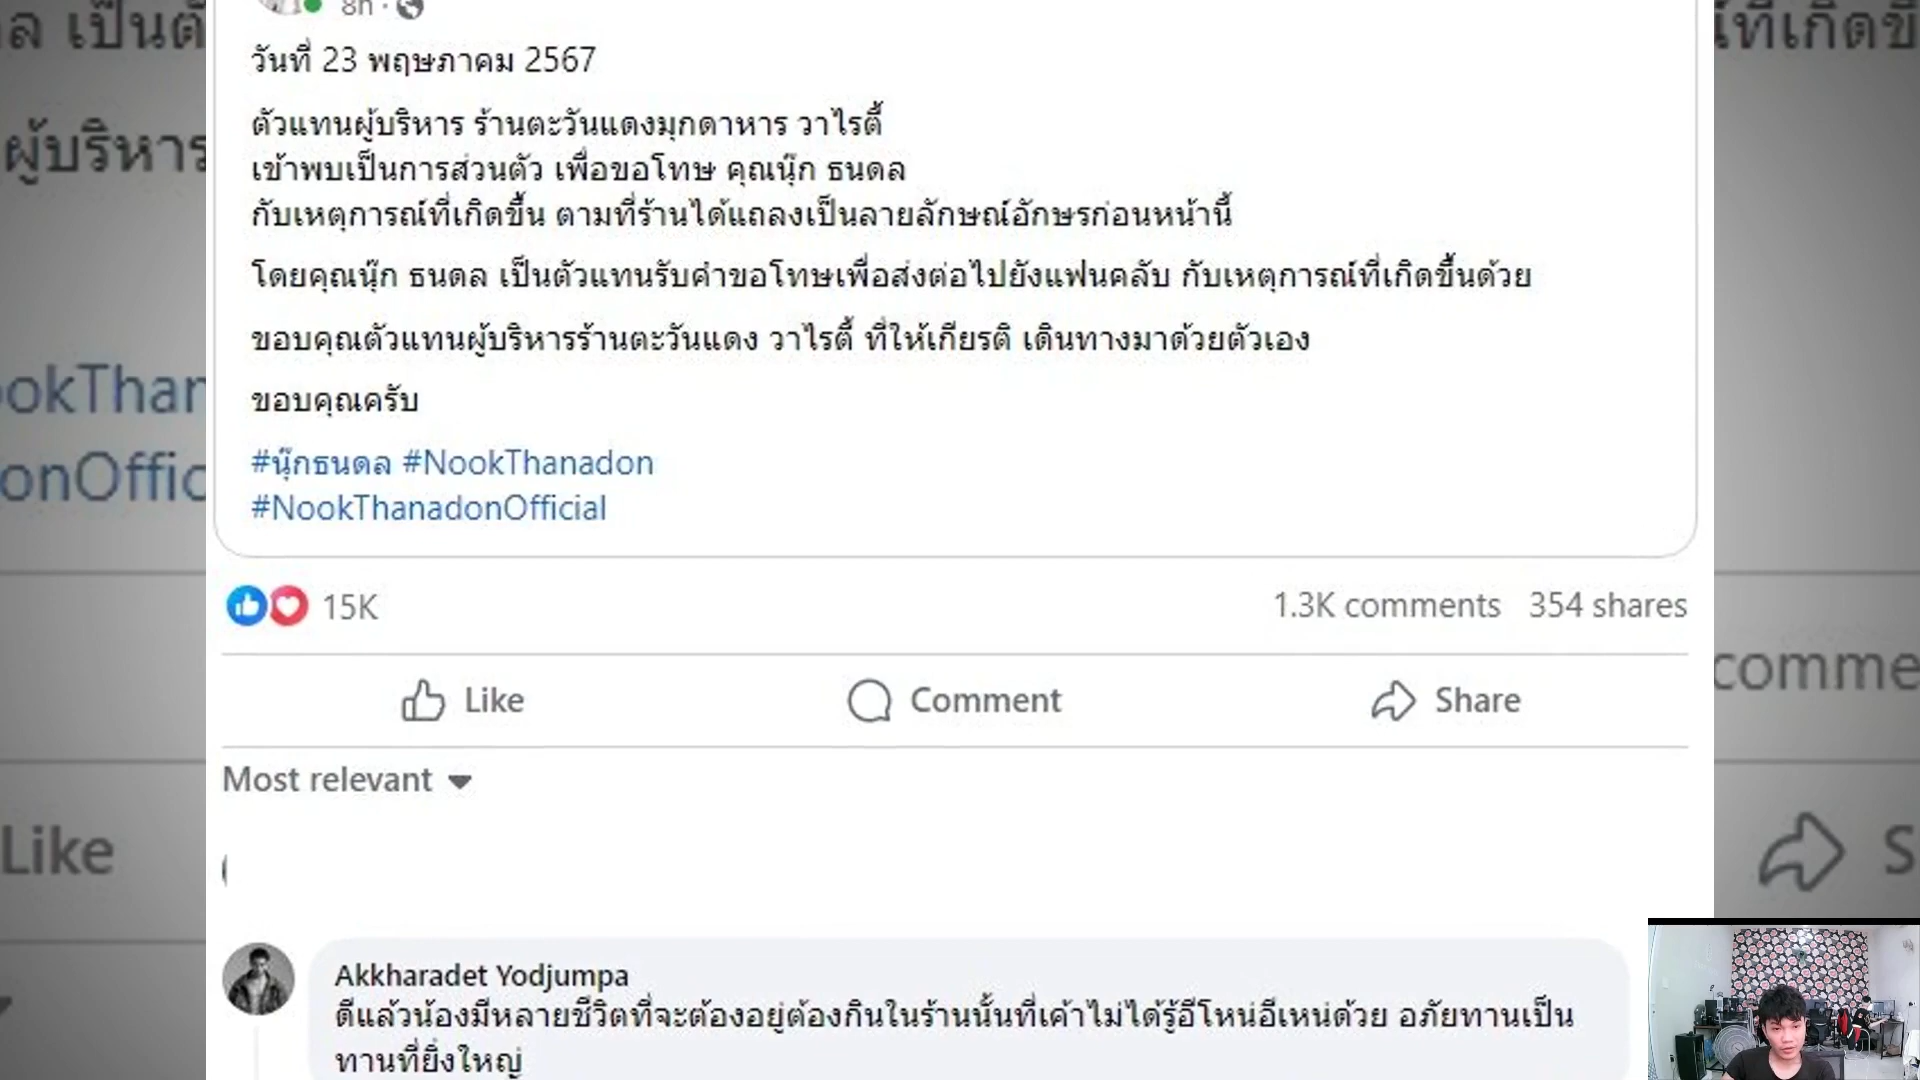 8h
วันที่ 23 พฤษภาคม 2567
ตัวแทนผู้บริหาร ร้านตะวันแดงมุกดาหาร วาไรตี้
เข้าพบเป็นการส่วนตัว เพื่อขอโทษ คุณนุ๊ก ธนดล
กับเหตุการณ์ที่เกิดขึ้น ตามที่ร้านได้แถลงเป็นลายลักษณ์อักษรก่อนหน้านี้
โดยคุณนุ๊ก ธนดล เป็นตัวแทนรับคำขอโทษเพื่อส่งต่อไปยังแฟนคลับ กับเหตุการณ์ที่เกิดขึ้นด้วย
ขอบคุณตัวแทนผู้บริหารร้านตะวันแดง วาไรตี้ ที่ให้เกียรติ เดินทางมาด้วยตัวเอง
ขอบคุณครับ
#นุ๊กธนดล #NookThanadon
#NookThanadonOfficial
15K 1.3K comments 354 shares
Like Comment Share
Most relevant
Akkharadet Yodjumpa
ดีแล้วน้องมีหลายชีวิตที่จะต้องอยู่ต้องกินในร้านนั้นที่เค้าไม่ได้รู้อีโหน่อีเหน่ด้วย อภัยทานเป็น
ทานที่ยิ่งใหญ่